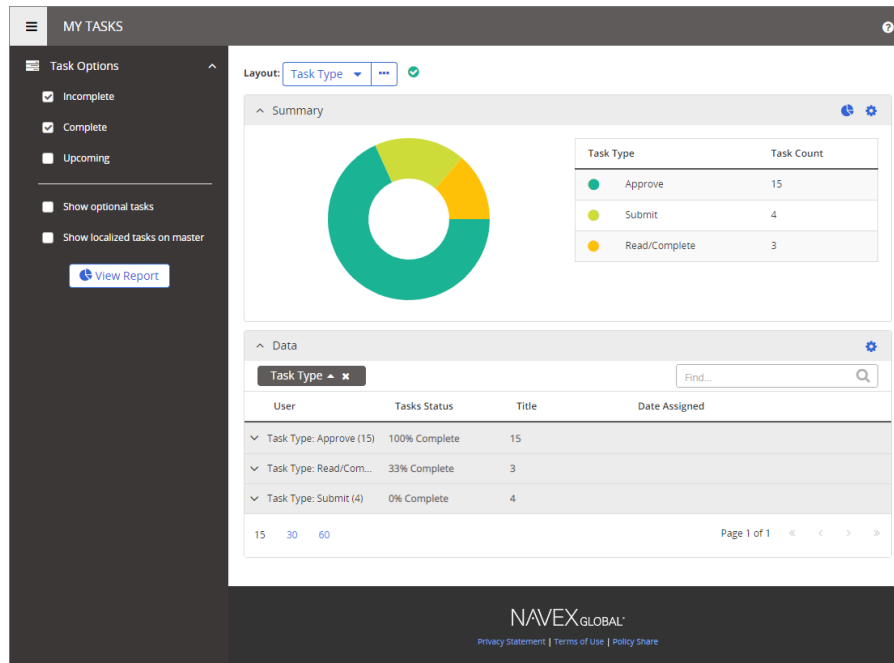 MY TASKS
Task Options
Incomplete
Complete
Upcoming
Show optional tasks
Show localized tasks on master
View Report
Layout: Task Type ...
Summary
Task Type Task Count
Approve 15
Submit 4
Read/Complete 3
Data
Task Type
Find...
User Tasks Status Title Date Assigned
Task Type: Approve (15) 100% Complete 15
Task Type: Read/Com... 33% Complete 3
Task Type: Submit (4) 0% Complete 4
15 30 60 Page 1 of 1 « ‹ › »
NAVEX GLOBAL
Privacy Statement | Terms of Use | Policy Share